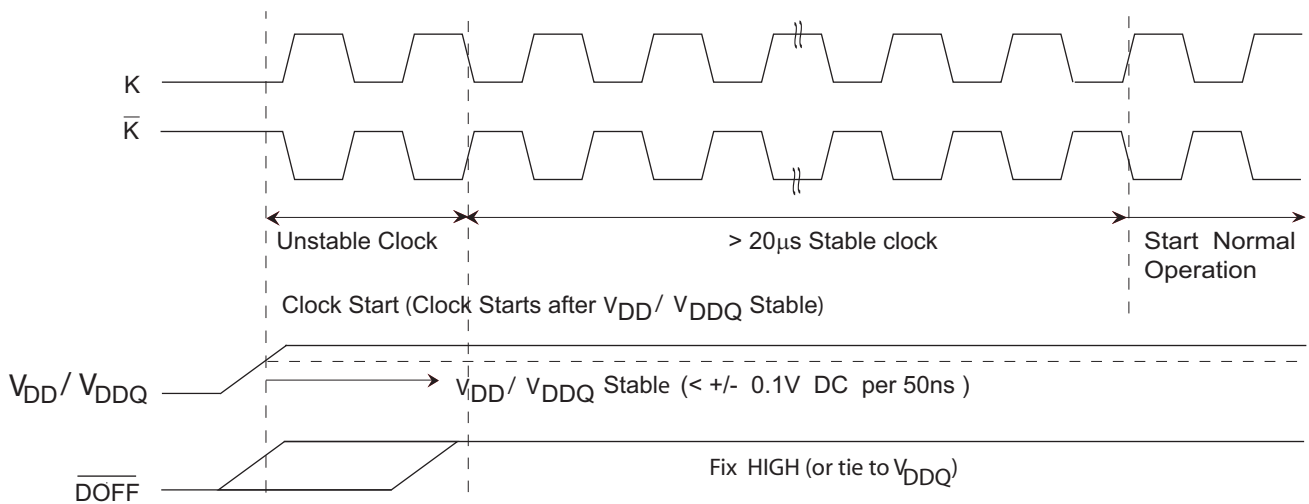 K
K̅
Unstable Clock
> 20μs Stable clock
Start Normal
Operation
Clock Start (Clock Starts after VDD / VDDQ Stable)
VDD / VDDQ
VDD / VDDQ Stable (< +/- 0.1V DC per 50ns )
Fix HIGH (or tie to VDDQ)
D̅O̅F̅F̅